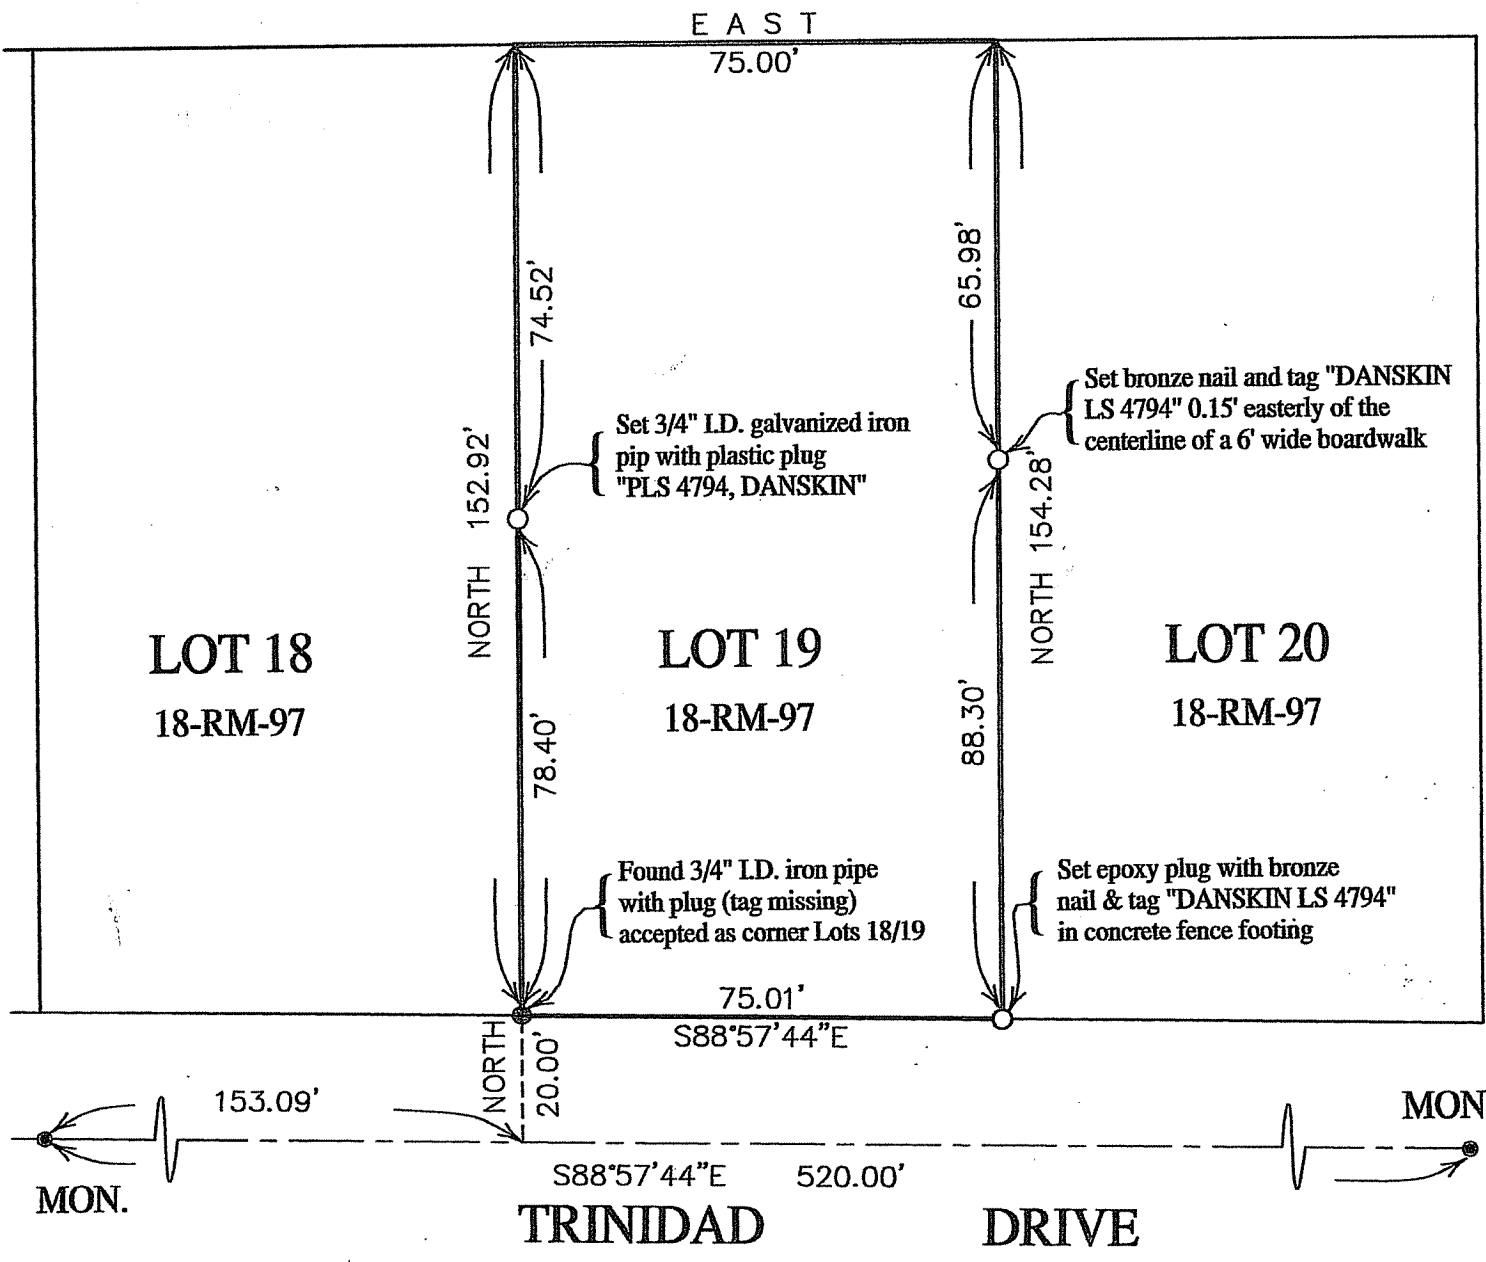 EAST
75.00'
74.52'
65.98'
Set bronze nail and tag "DANSKIN
LS 4794" 0.15' easterly of the
centerline of a 6' wide boardwalk
Set 3/4" I.D. galvanized iron
pip with plastic plug
"PLS 4794, DANSKIN"
NORTH 152.92'
NORTH 154.28'
LOT 18
18-RM-97
LOT 19
18-RM-97
LOT 20
18-RM-97
78.40'
88.30'
Found 3/4" I.D. iron pipe
with plug (tag missing)
accepted as corner Lots 18/19
Set epoxy plug with bronze
nail & tag "DANSKIN LS 4794"
in concrete fence footing
75.01'
S88°57'44"E
NORTH
20.00'
153.09'
MON
MON.
S88°57'44"E 520.00'
TRINIDAD DRIVE